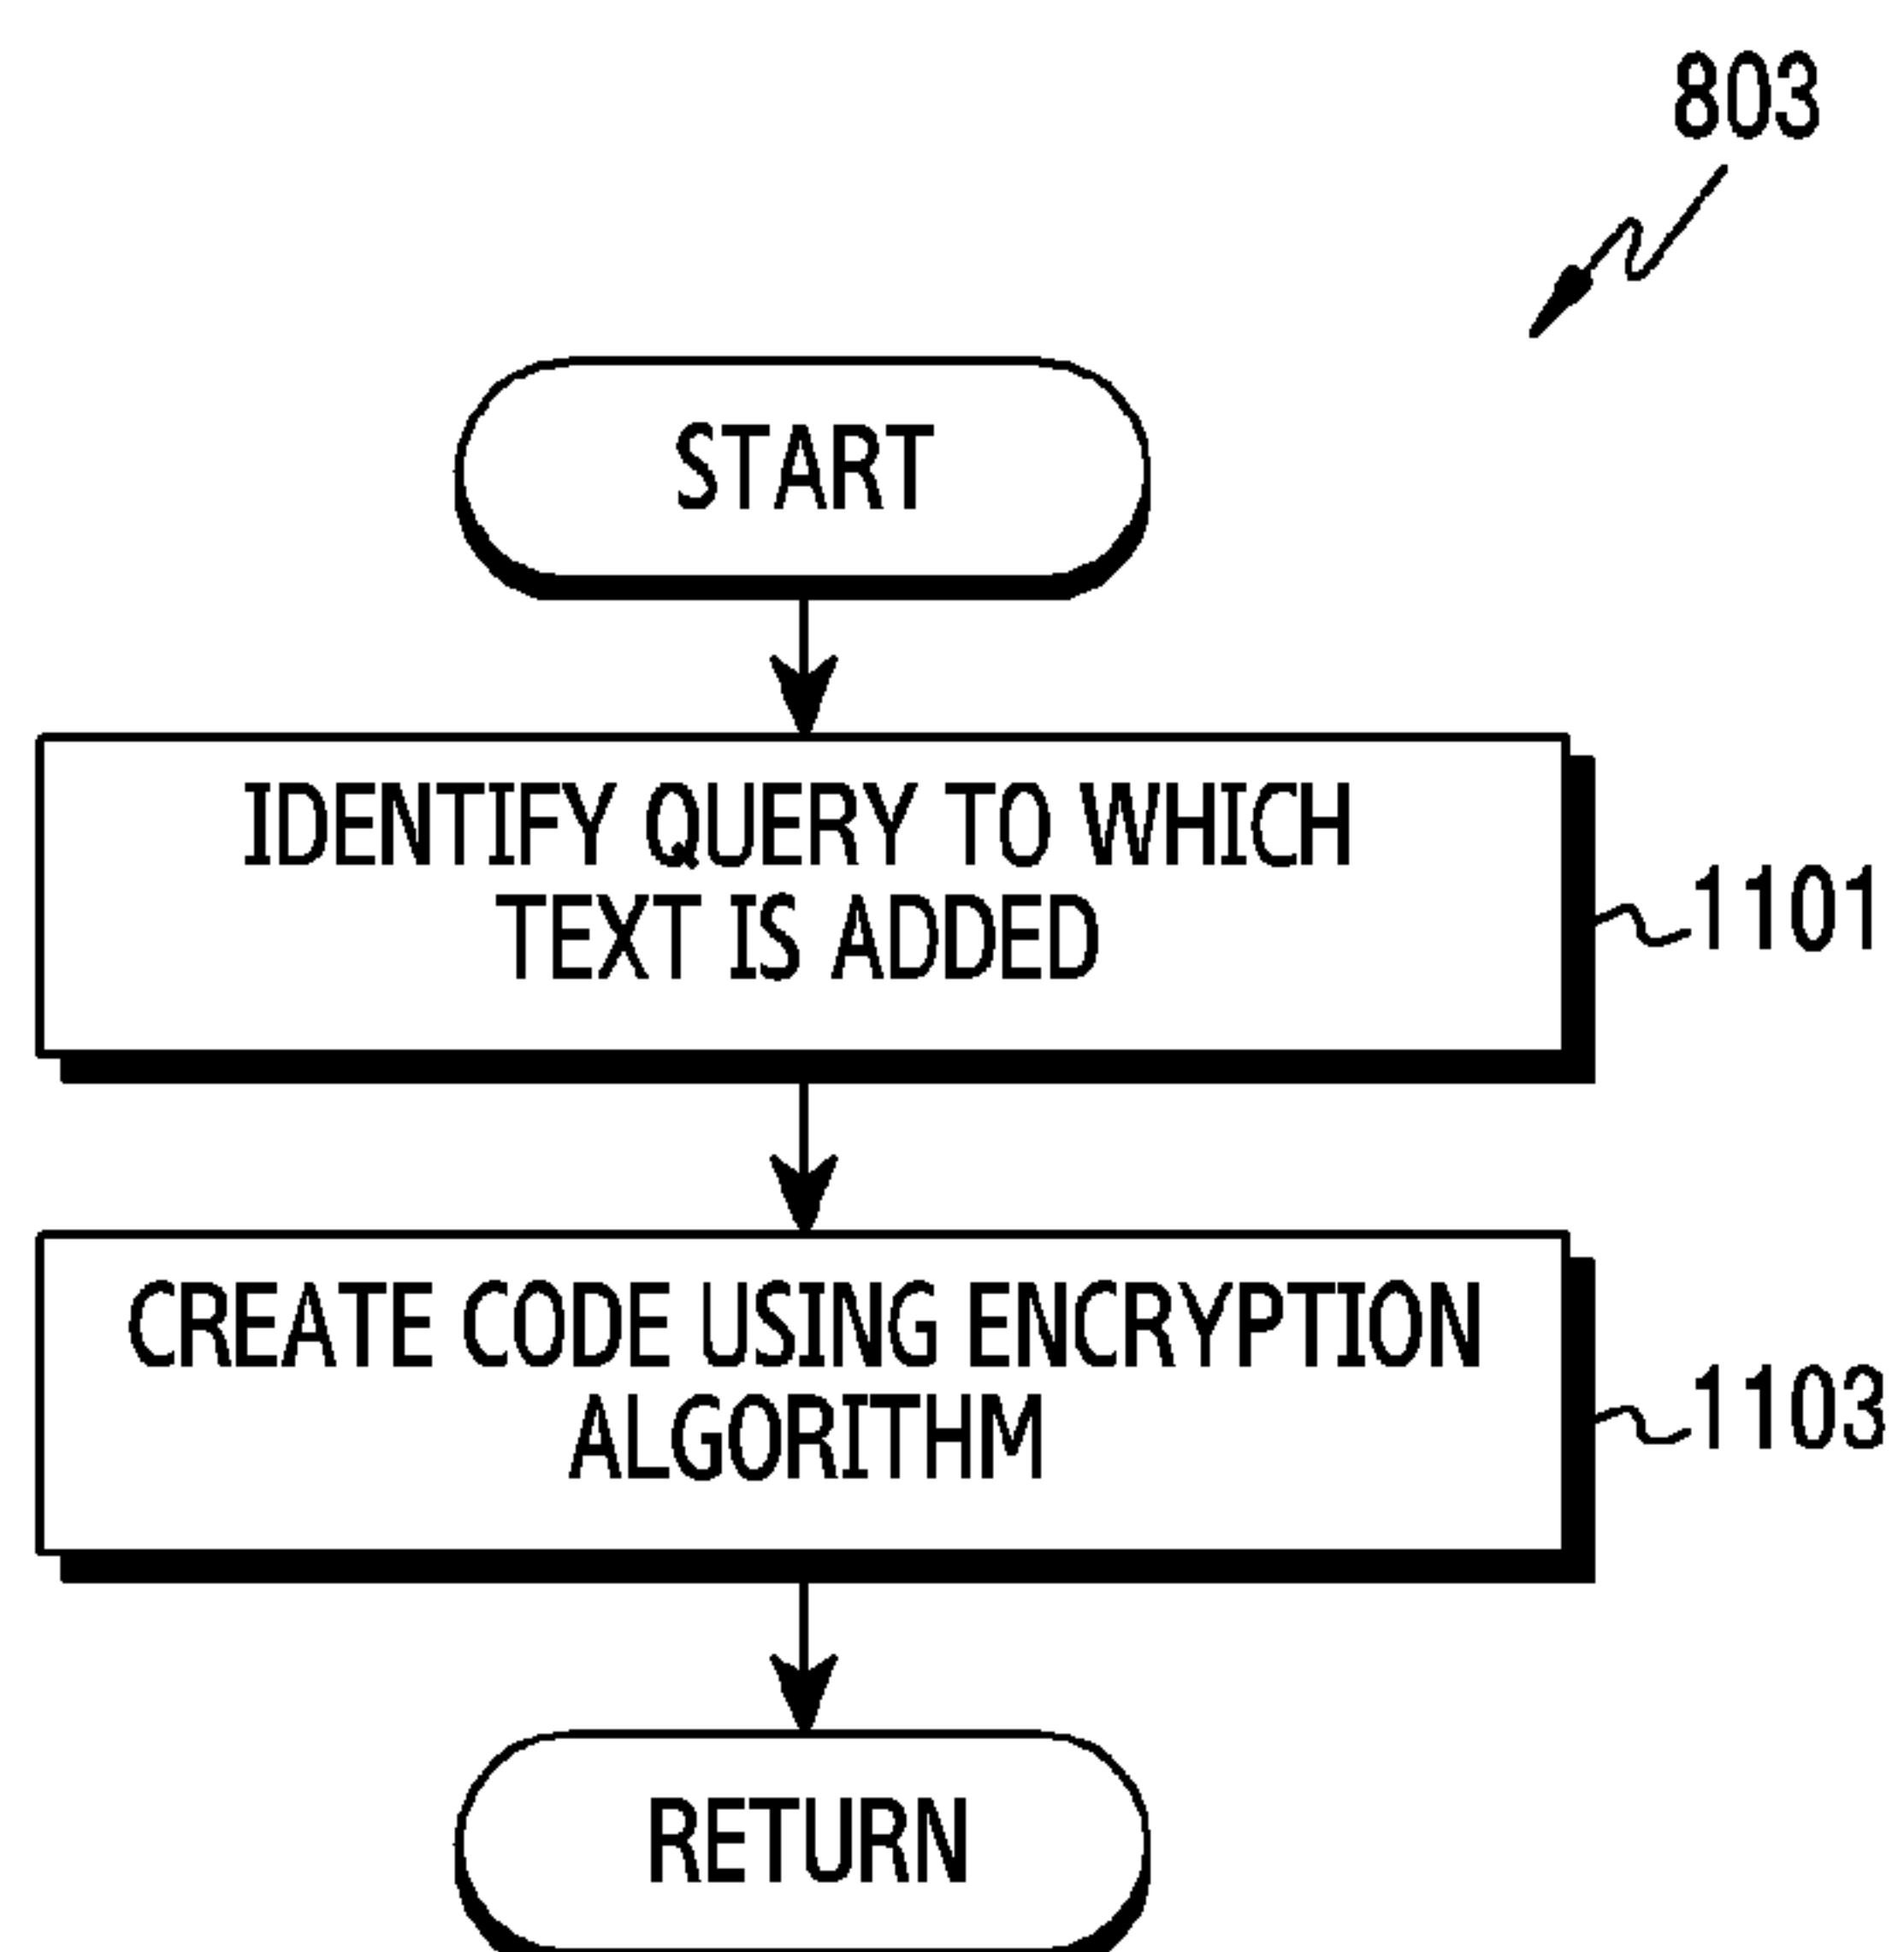 803
START
IDENTIFY QUERY TO WHICH
TEXT IS ADDED
1101
CREATE CODE USING ENCRYPTION
ALGORITHM
1103
RETURN